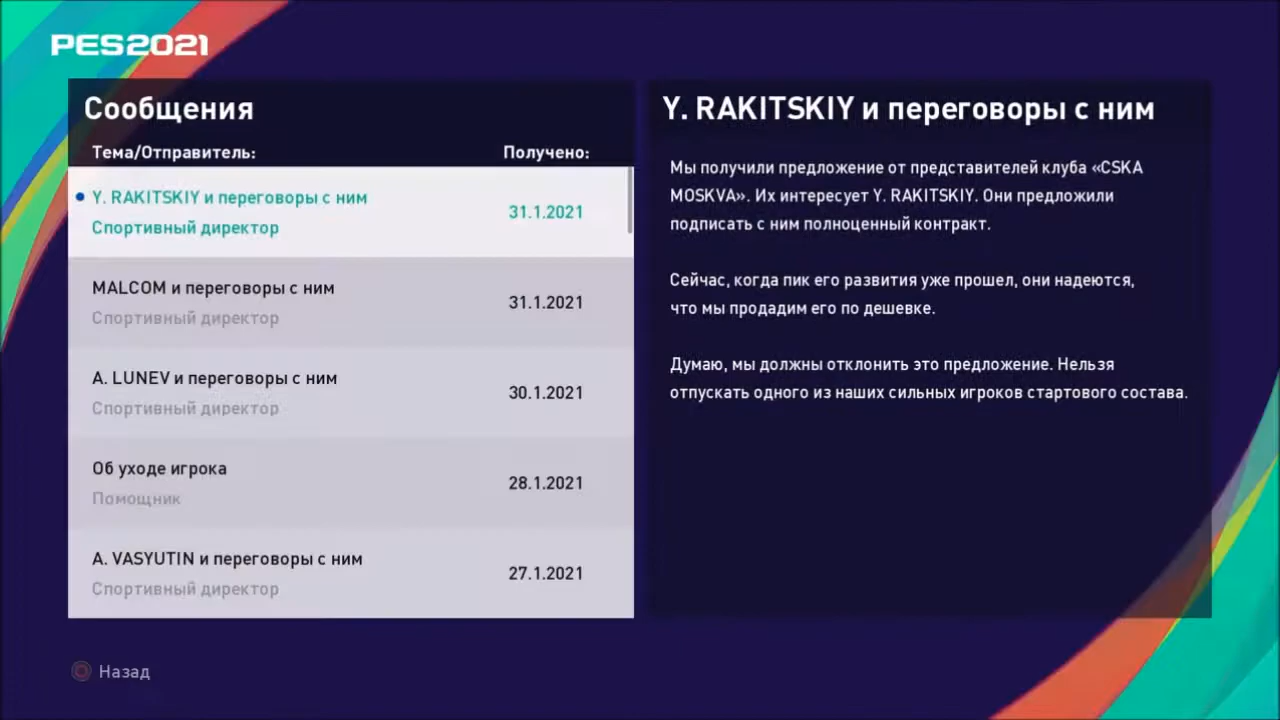 PES2021
Сообщения
Тема/Отправитель: Получено:
Y. RAKITSKIY и переговоры с ним
Спортивный директор
31.1.2021
MALCOM и переговоры с ним
Спортивный директор
31.1.2021
A. LUNEV и переговоры с ним
Спортивный директор
30.1.2021
Об уходе игрока
Помощник
28.1.2021
A. VASYUTIN и переговоры с ним
Спортивный директор
27.1.2021
Y. RAKITSKIY и переговоры с ним
Мы получили предложение от представителей клуба «CSKA
MOSKVA». Их интересует Y. RAKITSKIY. Они предложили
подписать с ним полноценный контракт.
Сейчас, когда пик его развития уже прошел, они надеются,
что мы продадим его по дешевке.
Думаю, мы должны отклонить это предложение. Нельзя
отпускать одного из наших сильных игроков стартового состава.
Назад